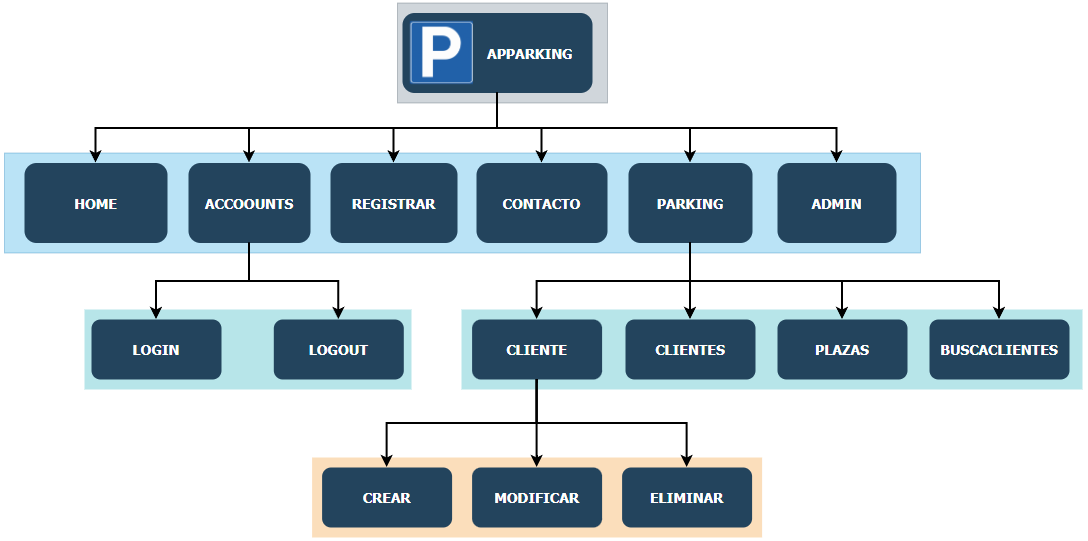 P
APPARKING
HOME
ACCOOUNTS
REGISTRAR
CONTACTO
PARKING
ADMIN
LOGIN
LOGOUT
CLIENTE
CLIENTES
PLAZAS
BUSCACLIENTES
CREAR
MODIFICAR
ELIMINAR